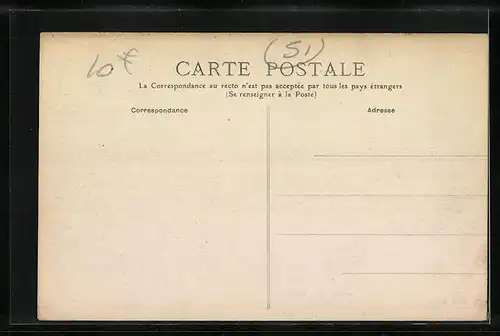 10€ (51)
CARTE POSTALE
La Correspondance au recto n'est pas acceptée par tous les pays étrangers
(Se renseigner à la Poste)
Correspondance Adresse